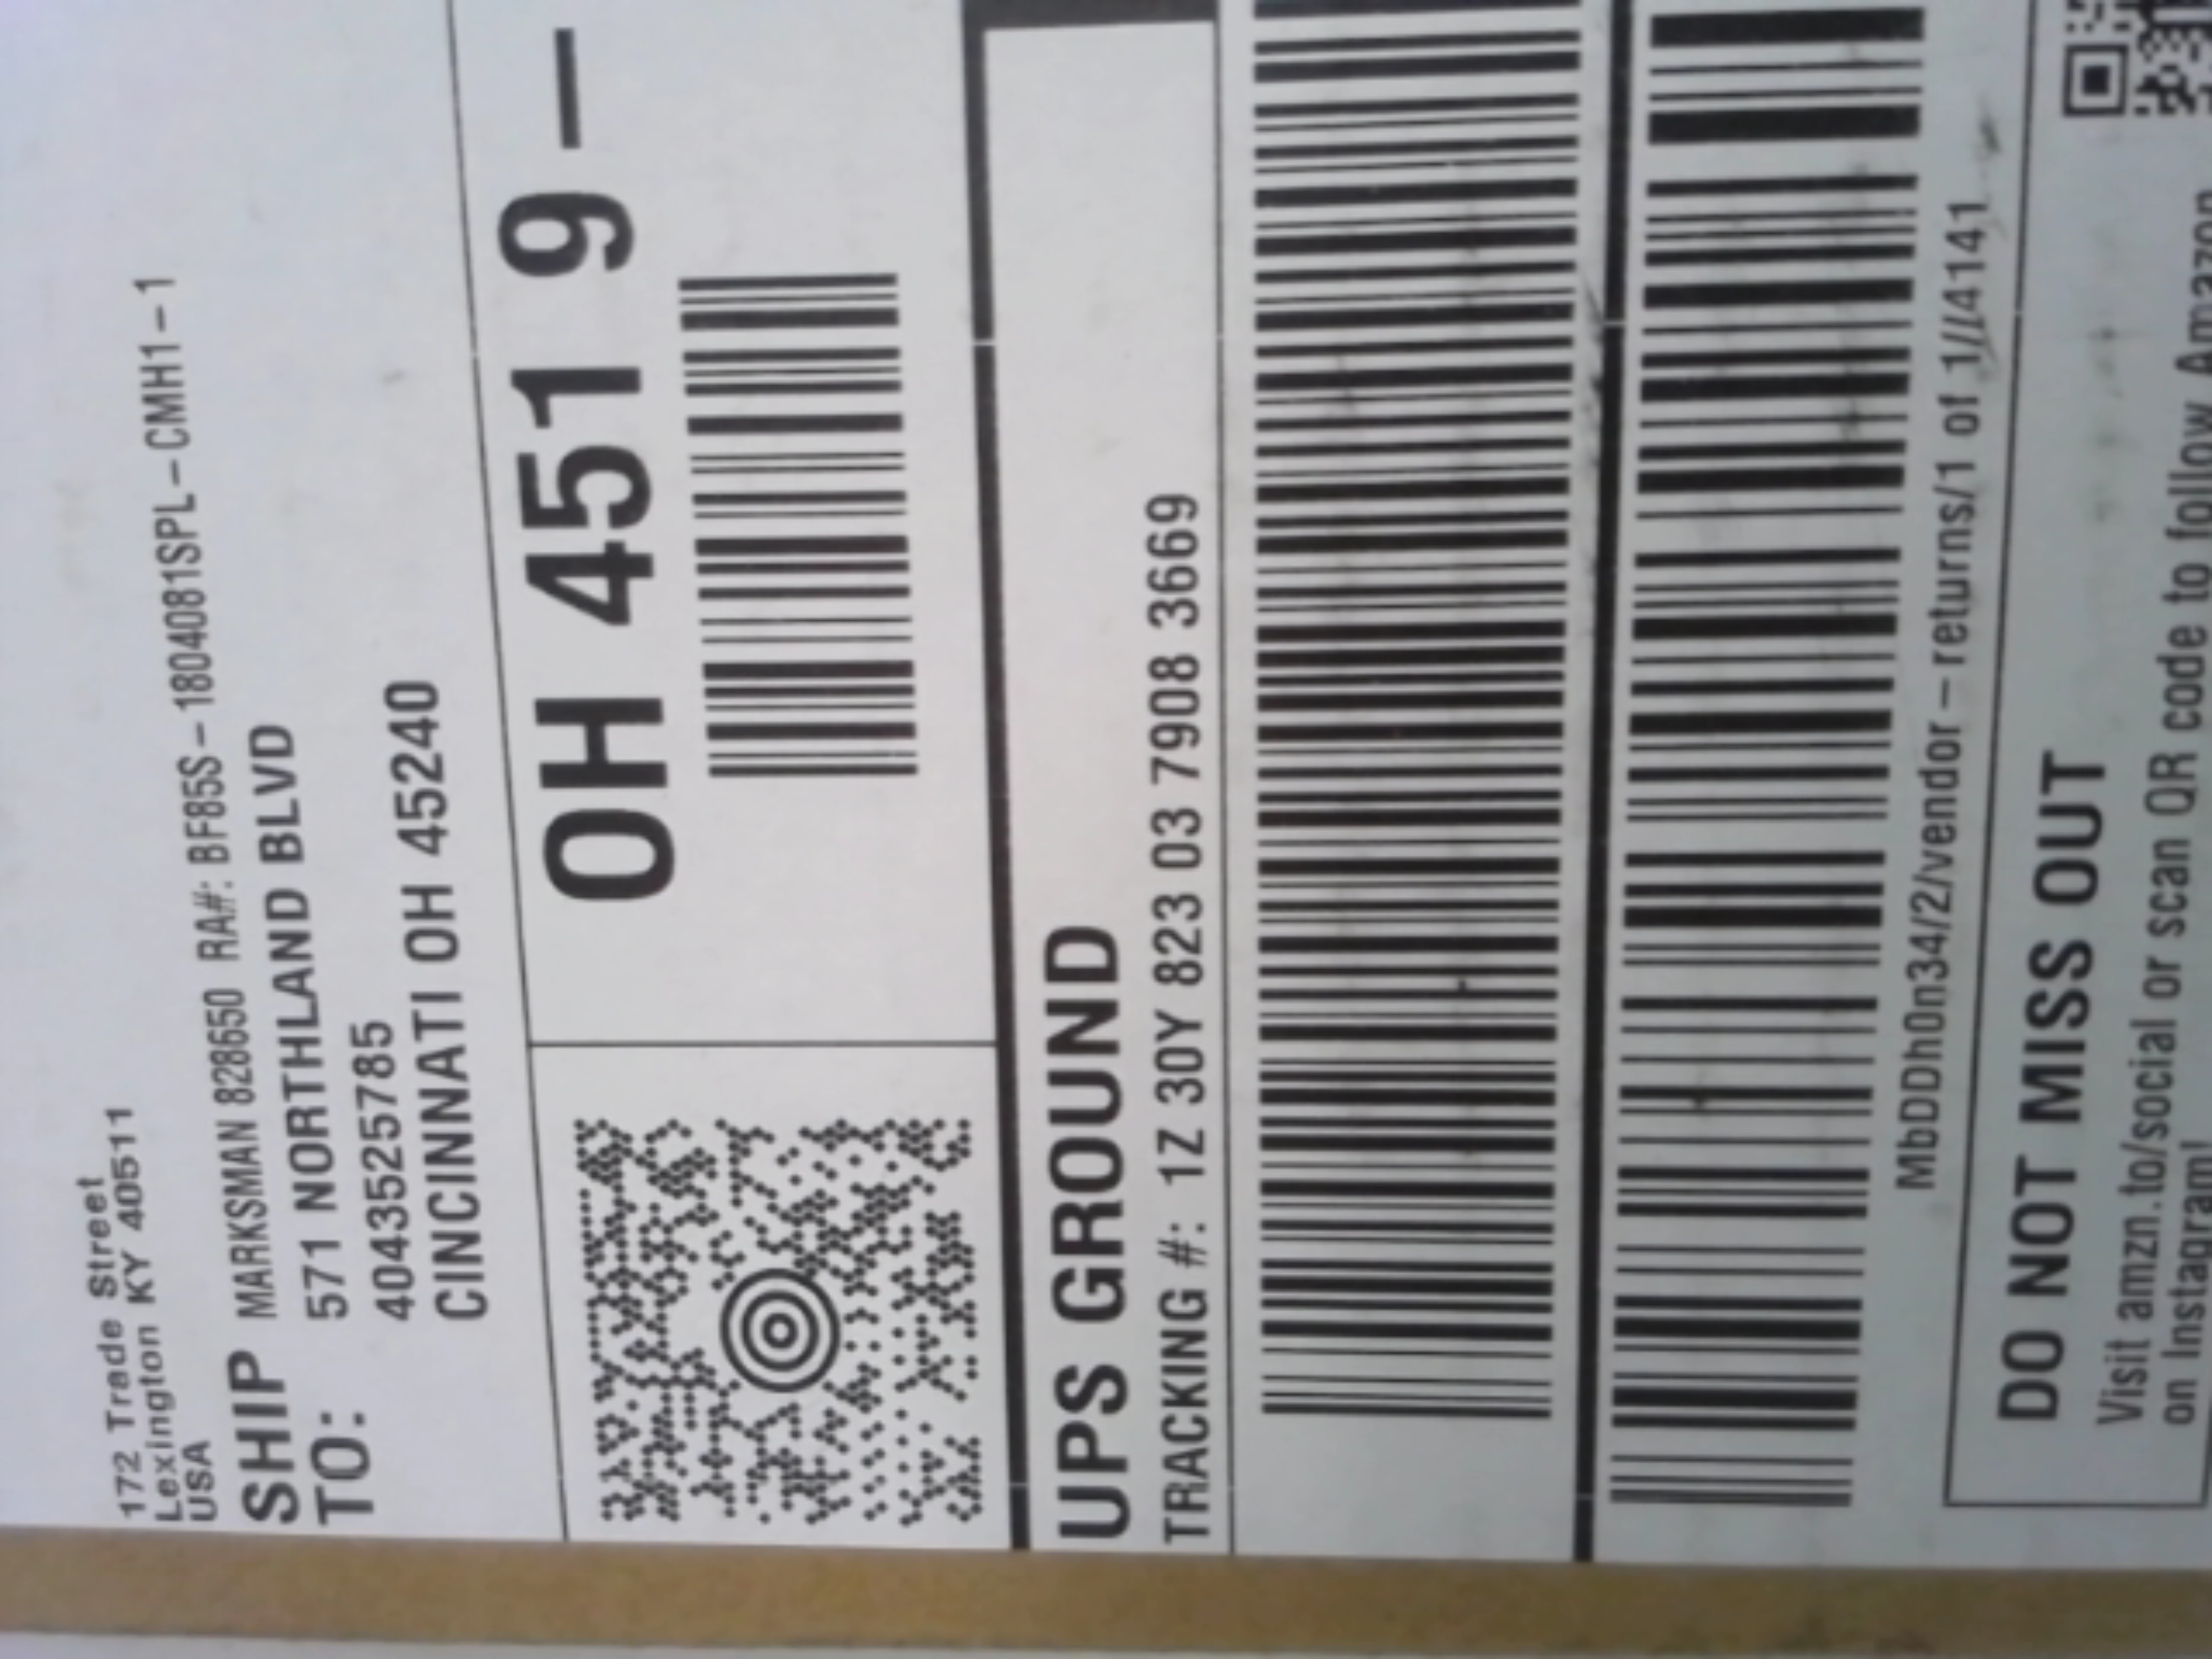 172 Trade Street
Lexington KY 40511
USA
SHIP TO:
MARKSMAN 828650 RA#: BF85S-1804081SPL-CMH1-1
571 NORTHLAND BLVD
4043525785
CINCINNATI OH 45240
OH 451 9-
UPS GROUND
TRACKING #: 1Z 30Y 823 03 7908 3669
MbDDh0n34/2/vendor-returns/1 of 1//4141
DO NOT MISS OUT
Visit amzn.to/social or scan QR code to follow Amazon
on Instagram!